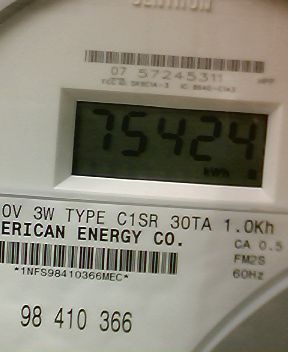 CENTRON
07 57245311
75424
kWh
0V 3W TYPE C1SR 30TA 1.0Kh
ERICAN ENERGY CO.
CA 0.5
FM2S
60Hz
*1NFS98410366MEC*
98 410 366